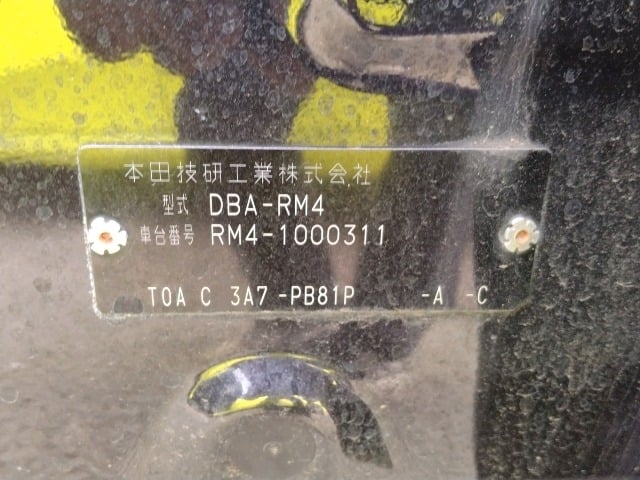 本田技研工業株式会社
型式 DBA-RM4
車台番号 RM4-1000311
TOA C 3A7-PB81P -A -C